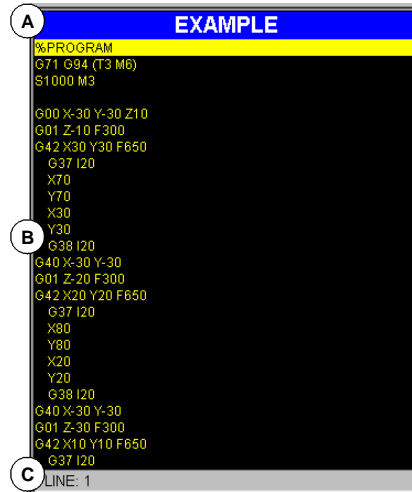 A
EXAMPLE
%PROGRAM
G71 G94 (T3 M6)
S1000 M3
G00 X-30 Y-30 Z10
G01 Z-10 F300
G42 X30 Y30 F650
G37 I20
X70
Y70
X30
Y30
B
G38 I20
G40 X-30 Y-30
G01 Z-20 F300
G42 X20 Y20 F650
G37 I20
X80
Y80
X20
Y20
G38 I20
G40 X-30 Y-30
G01 Z-30 F300
G42 X10 Y10 F650
G37 I20
C
LINE: 1